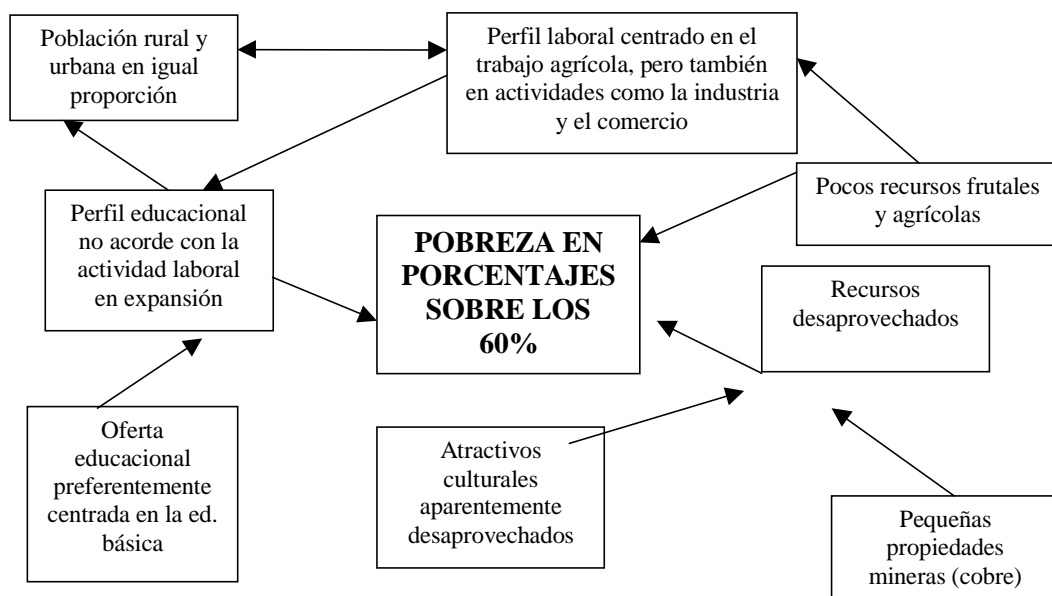 Población rural y
urbana en igual
proporción
Perfil laboral centrado en el
trabajo agrícola, pero también
en actividades como la industria
y el comercio
Pocos recursos frutales
y agrícolas
Perfil educacional
no acorde con la
actividad laboral
en expansión
POBREZA EN
PORCENTAJES
SOBRE LOS
60%
Recursos
desaprovechados
Oferta
educacional
preferentemente
centrada en la ed.
básica
Atractivos
culturales
aparentemente
desaprovechados
Pequeñas
propiedades
mineras (cobre)